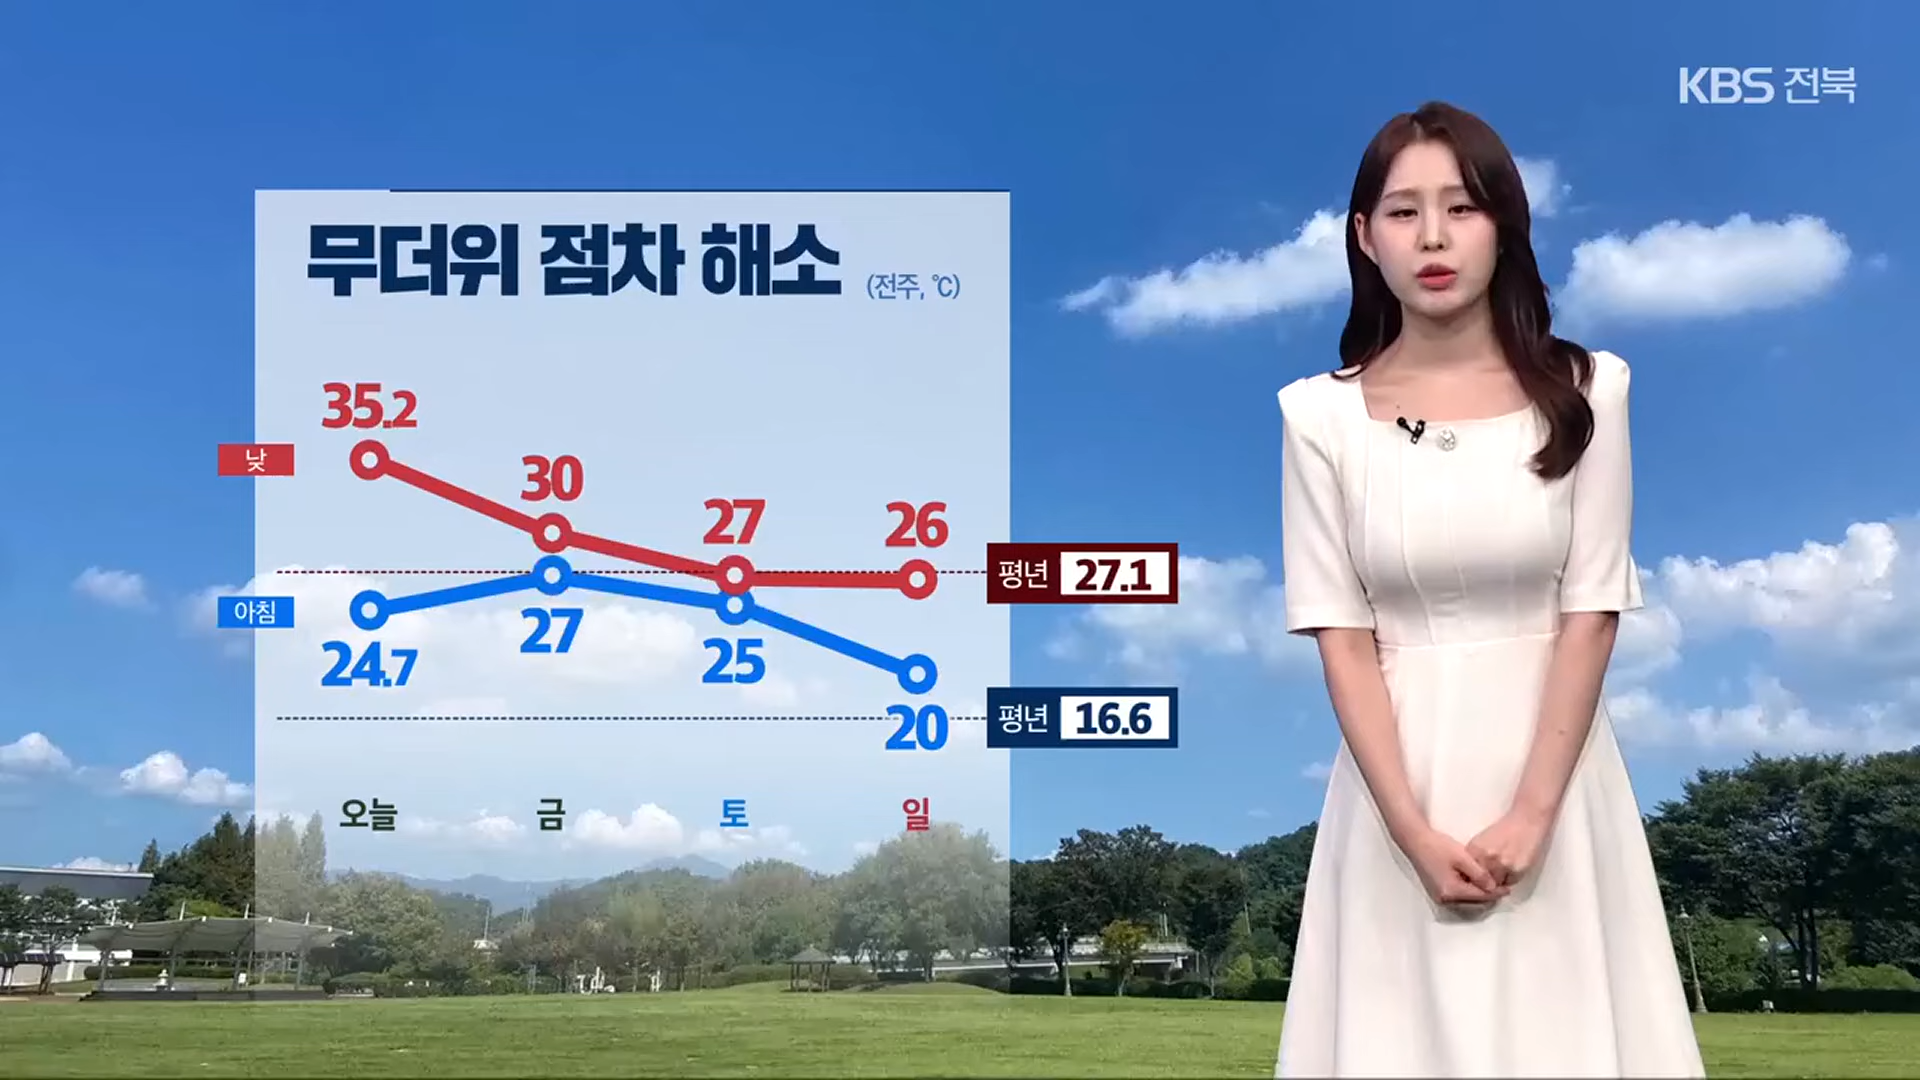 KBS 전북
무더위 점차 해소 (전주, ℃)
낮
35.2
30
27
26
평년 27.1
아침
24.7
27
25
20
평년 16.6
오늘
금
토
일